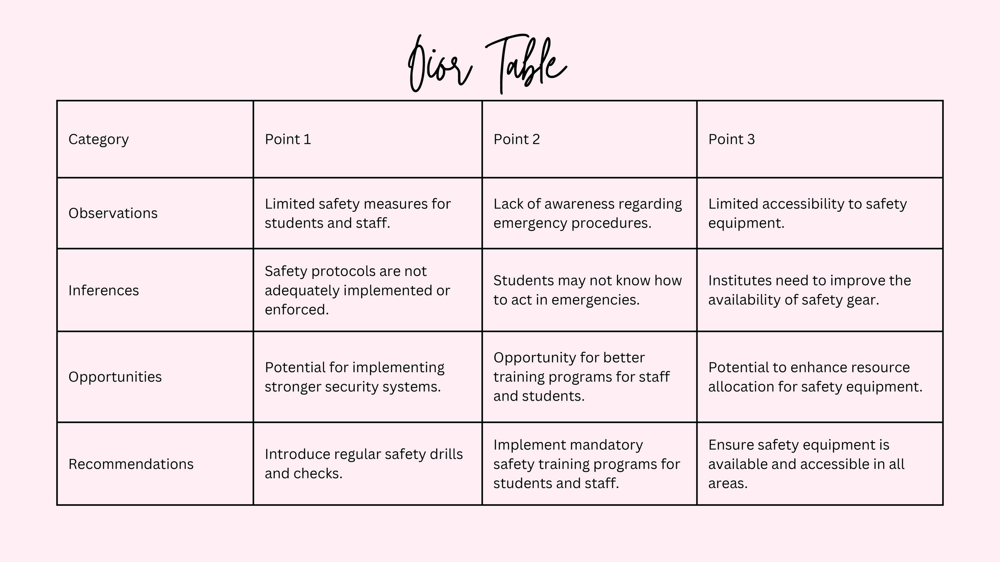 Dior Table
Category
Point 1
Point 2
Point 3
Observations
Limited safety measures for
students and staff.
Lack of awareness regarding
emergency procedures.
Limited accessibility to safety
equipment.
Inferences
Safety protocols are not
adequately implemented or
enforced.
Students may not know how
to act in emergencies.
Institutes need to improve the
availability of safety gear.
Opportunities
Potential for implementing
stronger security systems.
Opportunity for better
training programs for staff
and students.
Potential to enhance resource
allocation for safety equipment.
Recommendations
Introduce regular safety drills
and checks.
Implement mandatory
safety training programs for
students and staff.
Ensure safety equipment is
available and accessible in all
areas.